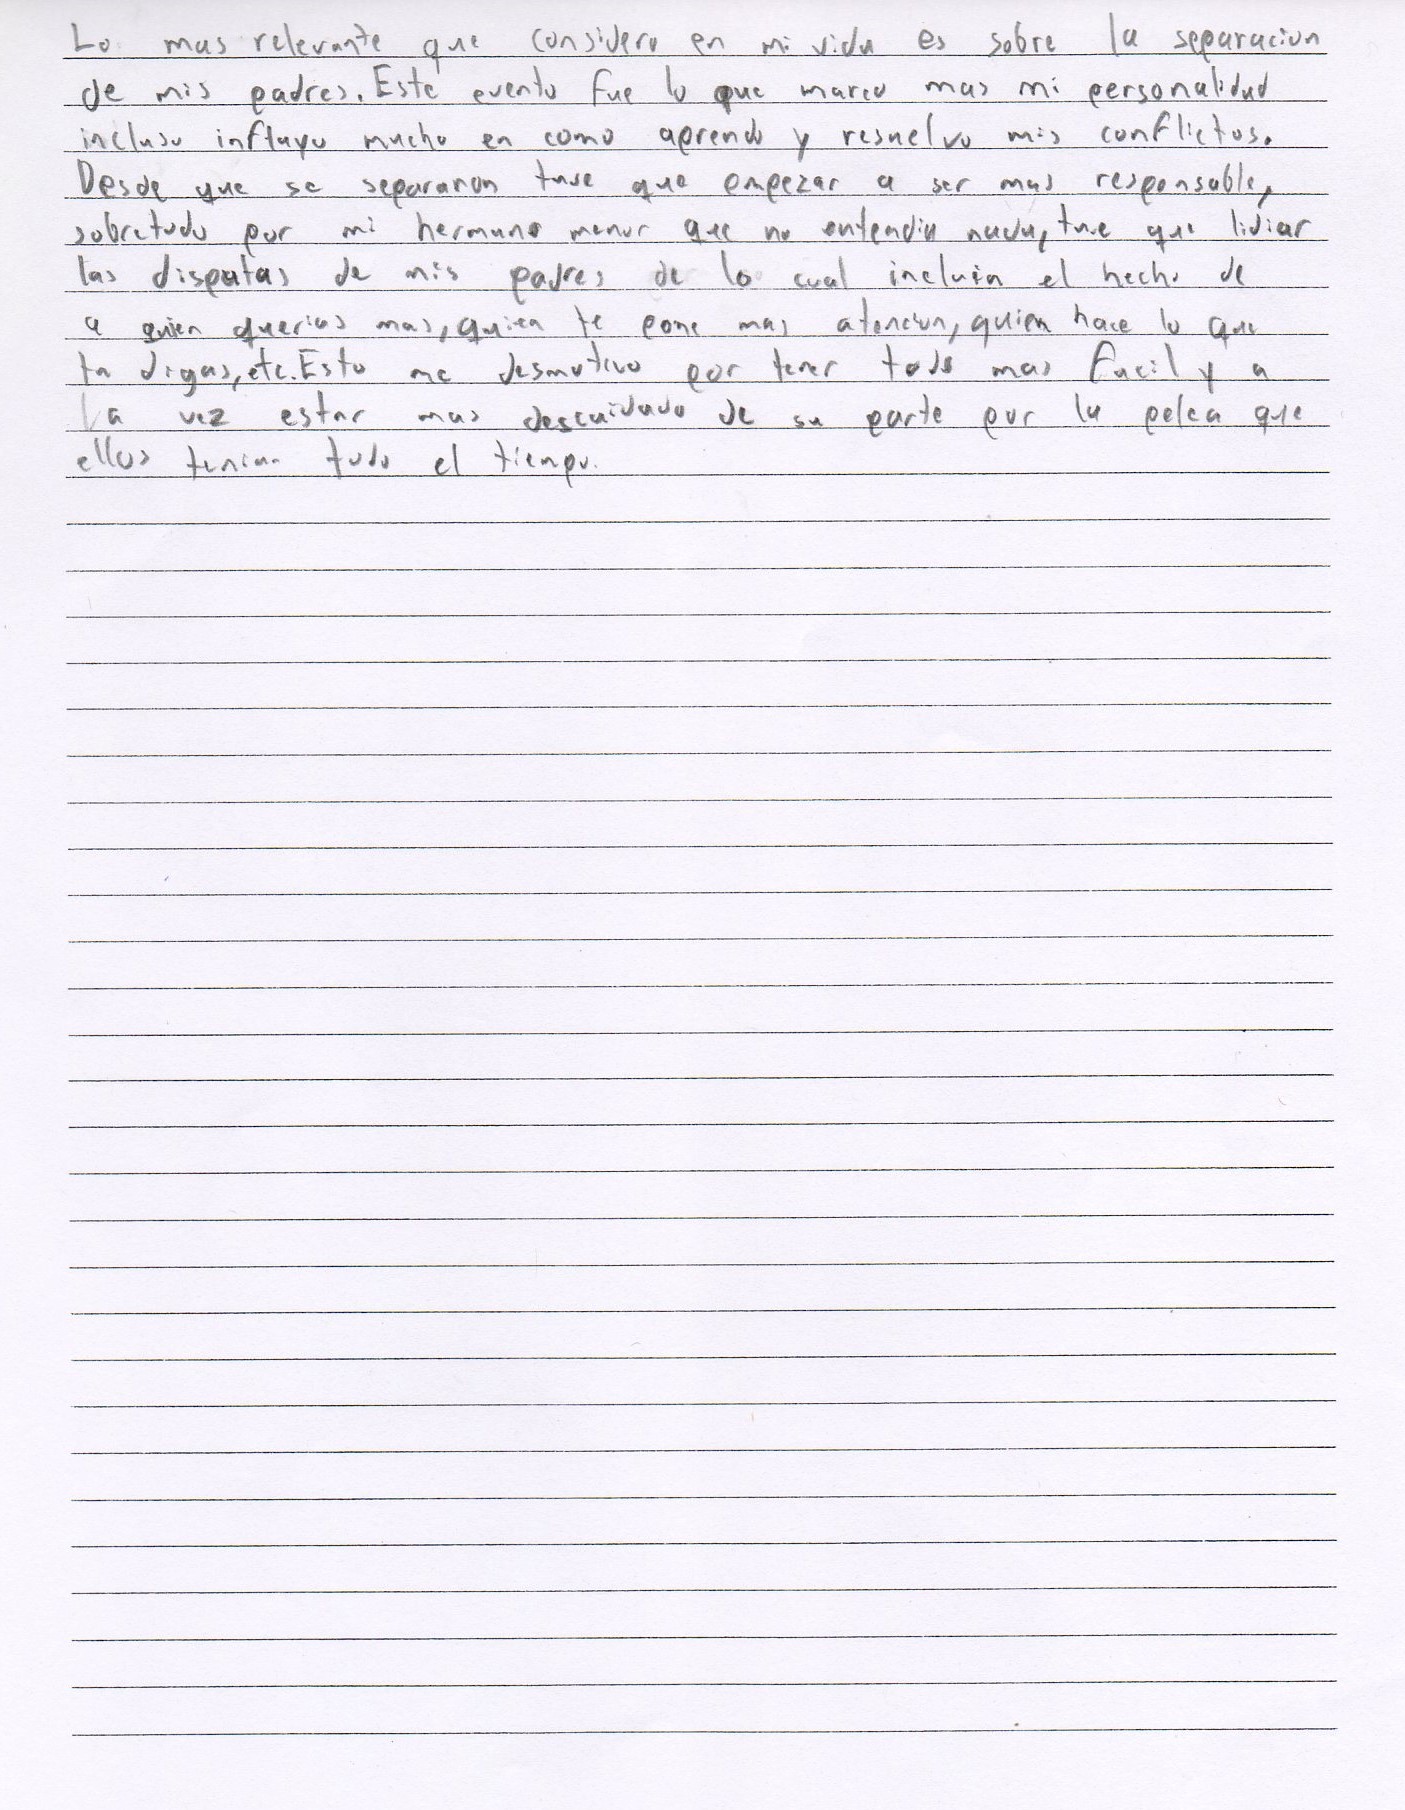 Lo mas relevante que considero en mi vida es sobre la separacion
de mis padres. Este evento fue lo que marco mas mi personalidad
incluso influyo mucho en como aprendo y resuelvo mis conflictos.
Desde que se separaron tuve que empezar a ser mas responsable,
sobretodo por mi hermano menor que no entendia nada, tuve que lidiar
las disputas de mis padres de lo cual incluia el hecho de
a quien querias mas, quien te pone mas atencion, quien hace lo que
tu digas, etc. Esto me desmotivo por tener todo mas facil y a
la vez estar mas descuidado de su parte por la pelea que
ellos tenian todo el tiempo.